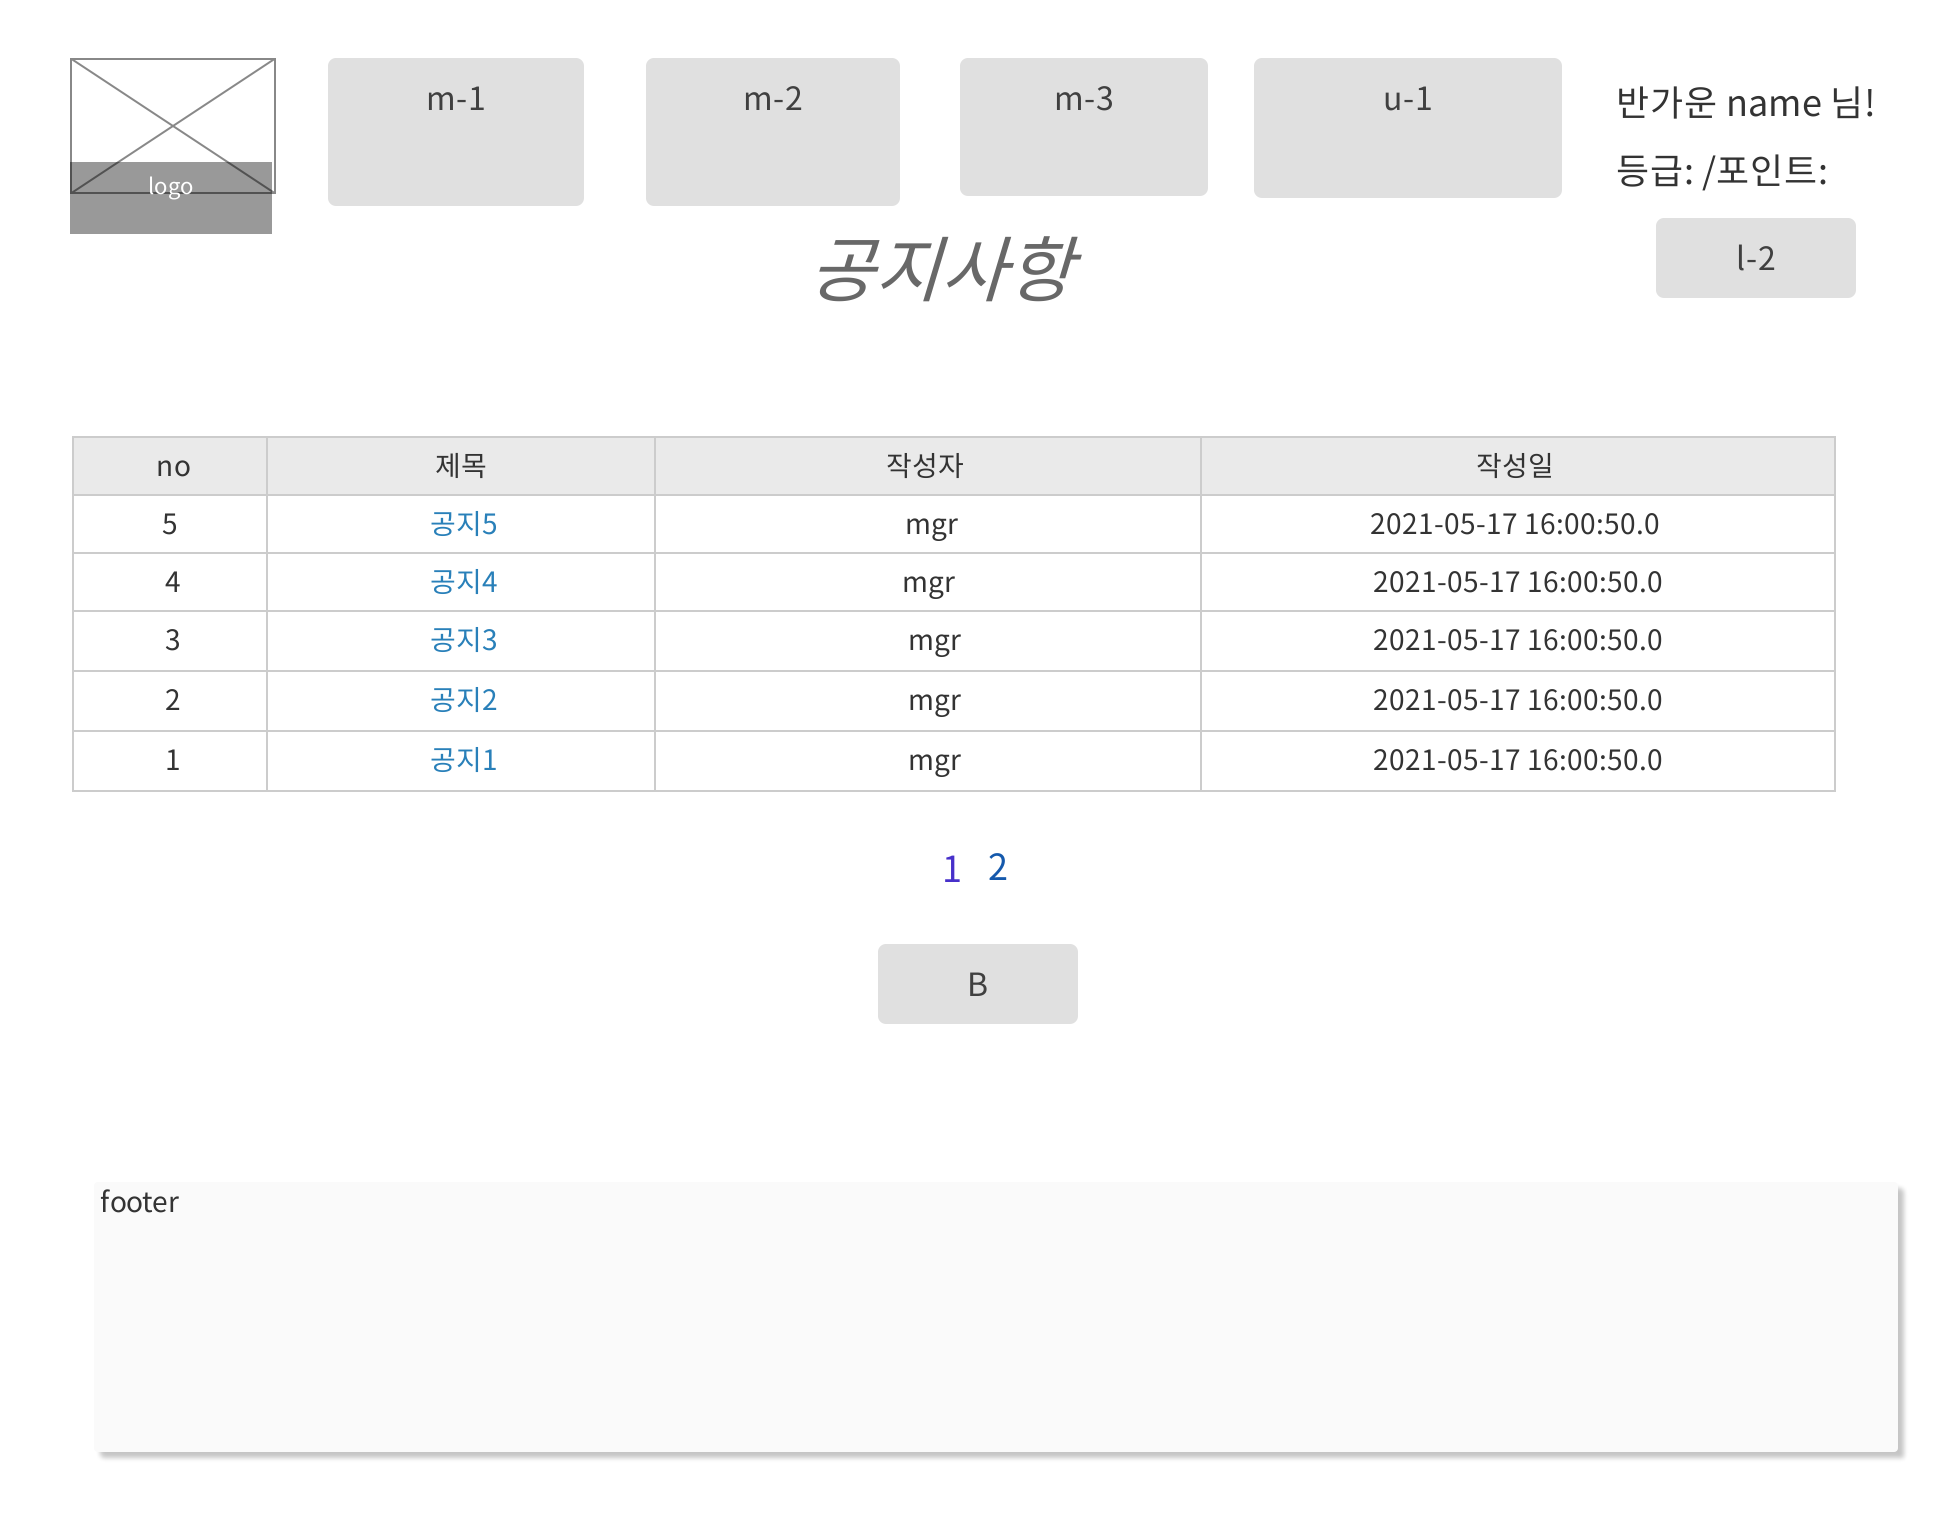 logo
m-1
m-2
m-3
u-1
반가운 name 님!
등급: /포인트:
l-2
공지사항
no 제목 작성자 작성일
5 공지5 mgr 2021-05-17 16:00:50.0
4 공지4 mgr 2021-05-17 16:00:50.0
3 공지3 mgr 2021-05-17 16:00:50.0
2 공지2 mgr 2021-05-17 16:00:50.0
1 공지1 mgr 2021-05-17 16:00:50.0
1 2
B
footer